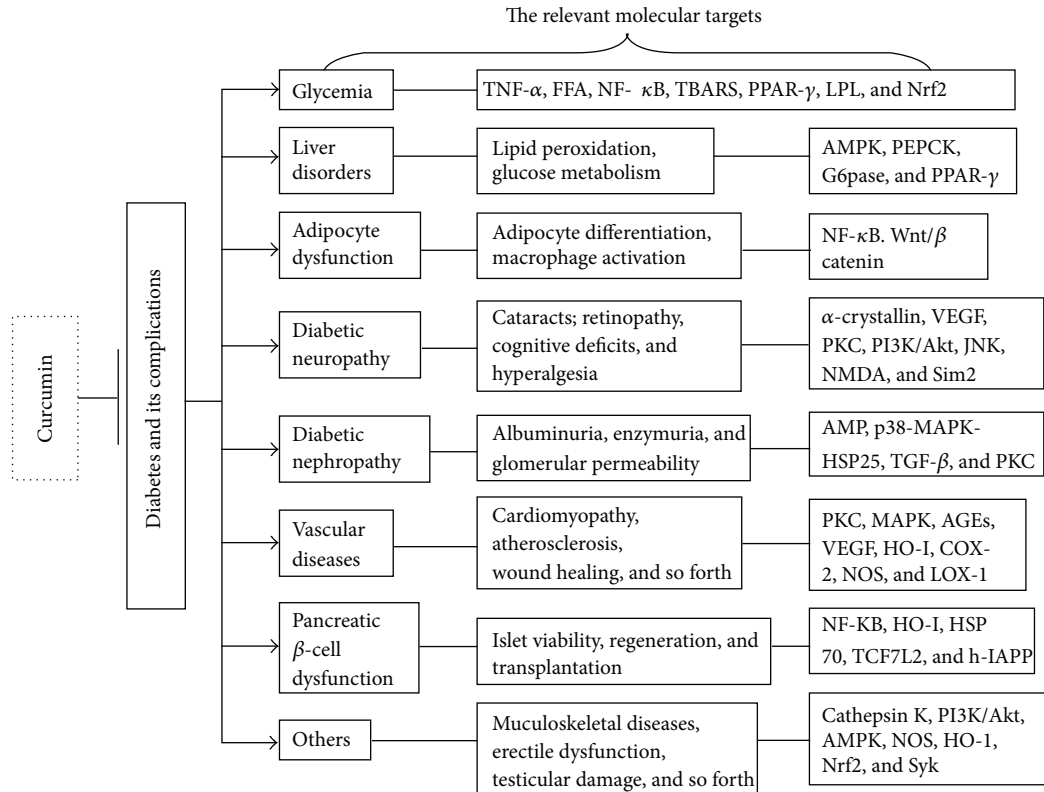 The relevant molecular targets
Glycemia
TNF-α, FFA, NF- κB, TBARS, PPAR-γ, LPL, and Nrf2
Liver
disorders
Lipid peroxidation,
glucose metabolism
AMPK, PEPCK,
G6pase, and PPAR-γ
Adipocyte
dysfunction
Adipocyte differentiation,
macrophage activation
NF-κB. Wnt/β
catenin
Curcumin
Diabetes and its complications
Diabetic
neuropathy
Cataracts; retinopathy,
cognitive deficits, and
hyperalgesia
α-crystallin, VEGF,
PKC, PI3K/Akt, JNK,
NMDA, and Sim2
Diabetic
nephropathy
Albuminuria, enzymuria, and
glomerular permeability
AMP, p38-MAPK-
HSP25, TGF-β, and PKC
Vascular
diseases
Cardiomyopathy,
atherosclerosis,
wound healing, and so forth
PKC, MAPK, AGEs,
VEGF, HO-I, COX-
2, NOS, and LOX-1
Pancreatic
β-cell
dysfunction
Islet viability, regeneration, and
transplantation
NF-KB, HO-I, HSP
70, TCF7L2, and h-IAPP
Others
Muculoskeletal diseases,
erectile dysfunction,
testicular damage, and so forth
Cathepsin K, PI3K/Akt,
AMPK, NOS, HO-1,
Nrf2, and Syk